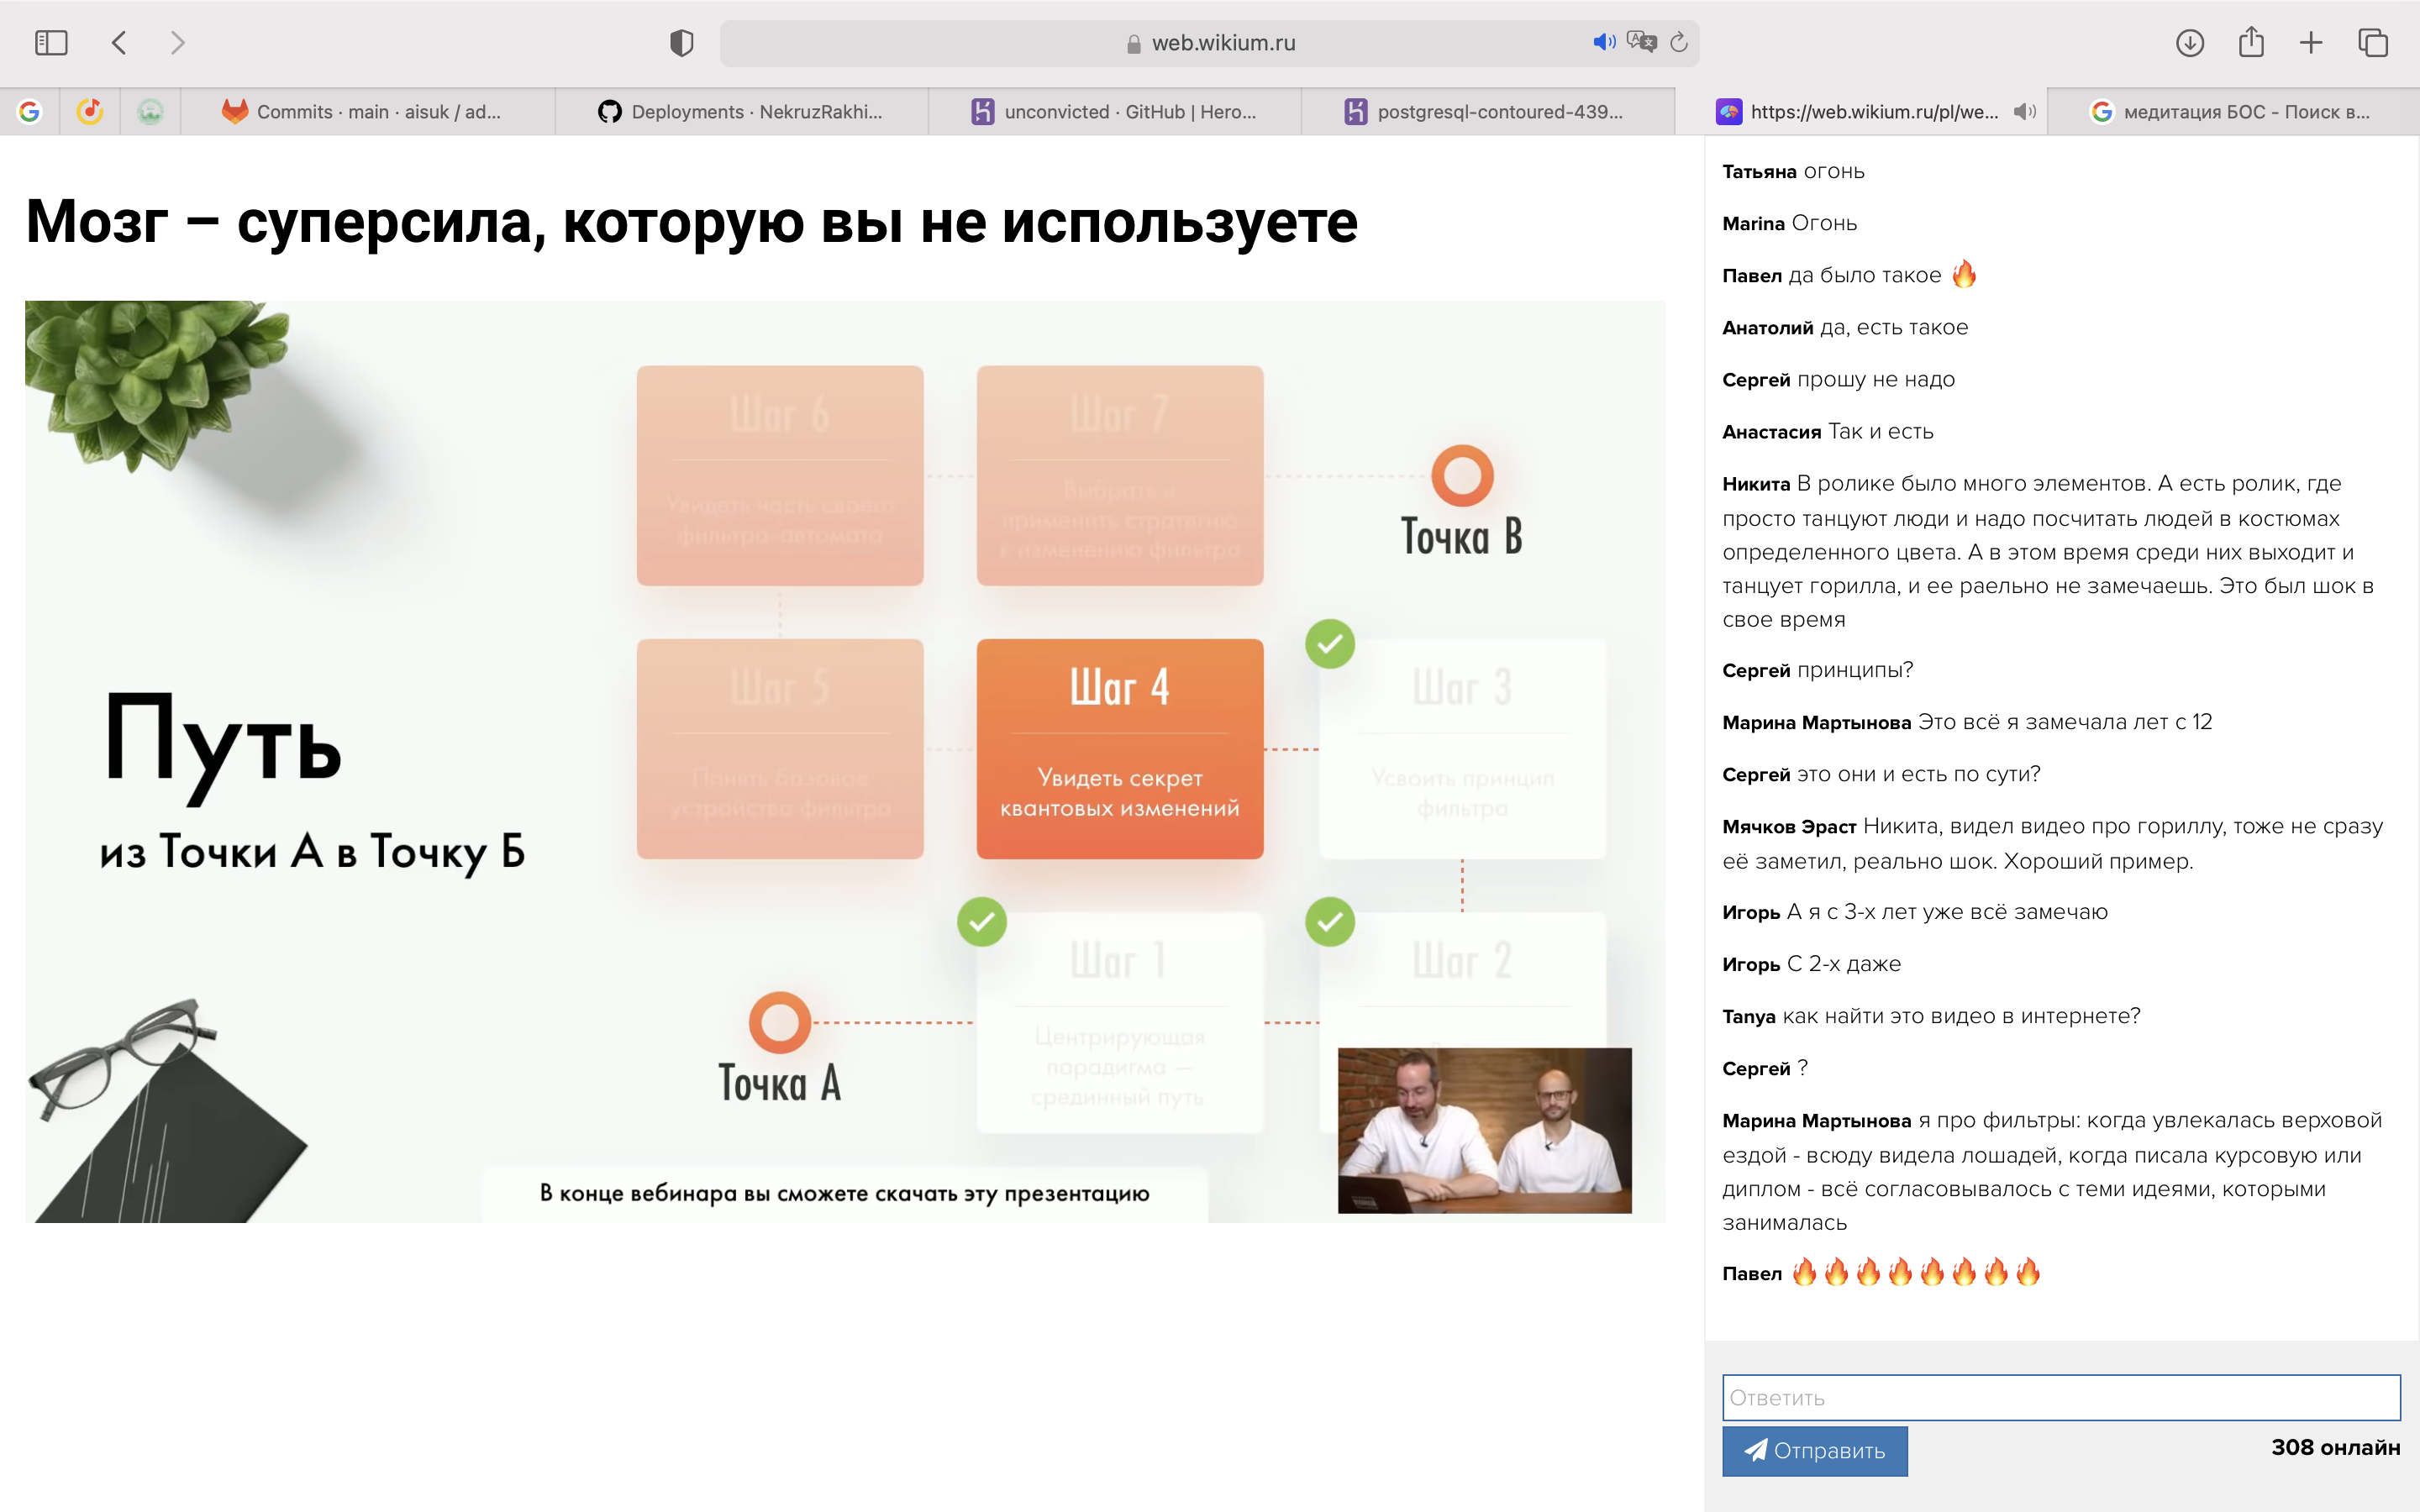 web.wikium.ru
Commits · main · aisuk / ad...
Deployments · NekruzRakhi...
unconvicted · GitHub | Hero...
postgresql-contoured-439...
https://web.wikium.ru/pl/we...
медитация БОС - Поиск в...
Мозг – суперсила, которую вы не используете
Шаг 6
Увидеть часть своего
фильтра-автомата
Шаг 7
Выбрать и
применить стратегию
к изменению фильтра
Точка В
Путь
из Точки А в Точку Б
Шаг 5
Понять базовое
устройство фильтра
Шаг 4
Увидеть секрет
квантовых изменений
Шаг 3
Усвоить принцип
фильтра
Точка А
Шаг 1
Центрирующая
парадигма —
срединный путь
Шаг 2
В конце вебинара вы сможете скачать эту презентацию
Татьяна огонь
Marina Огонь
Павел да было такое 🔥
Анатолий да, есть такое
Сергей прошу не надо
Анастасия Так и есть
Никита В ролике было много элементов. А есть ролик, где
просто танцуют люди и надо посчитать людей в костюмах
определенного цвета. А в этом время среди них выходит и
танцует горилла, и ее раельно не замечаешь. Это был шок в
свое время
Сергей принципы?
Марина Мартынова Это всё я замечала лет с 12
Сергей это они и есть по сути?
Мячков Эраст Никита, видел видео про гориллу, тоже не сразу
её заметил, реально шок. Хороший пример.
Игорь А я с 3-х лет уже всё замечаю
Игорь С 2-х даже
Tanya как найти это видео в интернете?
Сергей ?
Марина Мартынова я про фильтры: когда увлекалась верховой
ездой - всюду видела лошадей, когда писала курсовую или
диплом - всё согласовывалось с теми идеями, которыми
занималась
Павел 🔥🔥🔥🔥🔥🔥🔥🔥
Ответить
Отправить
308 онлайн